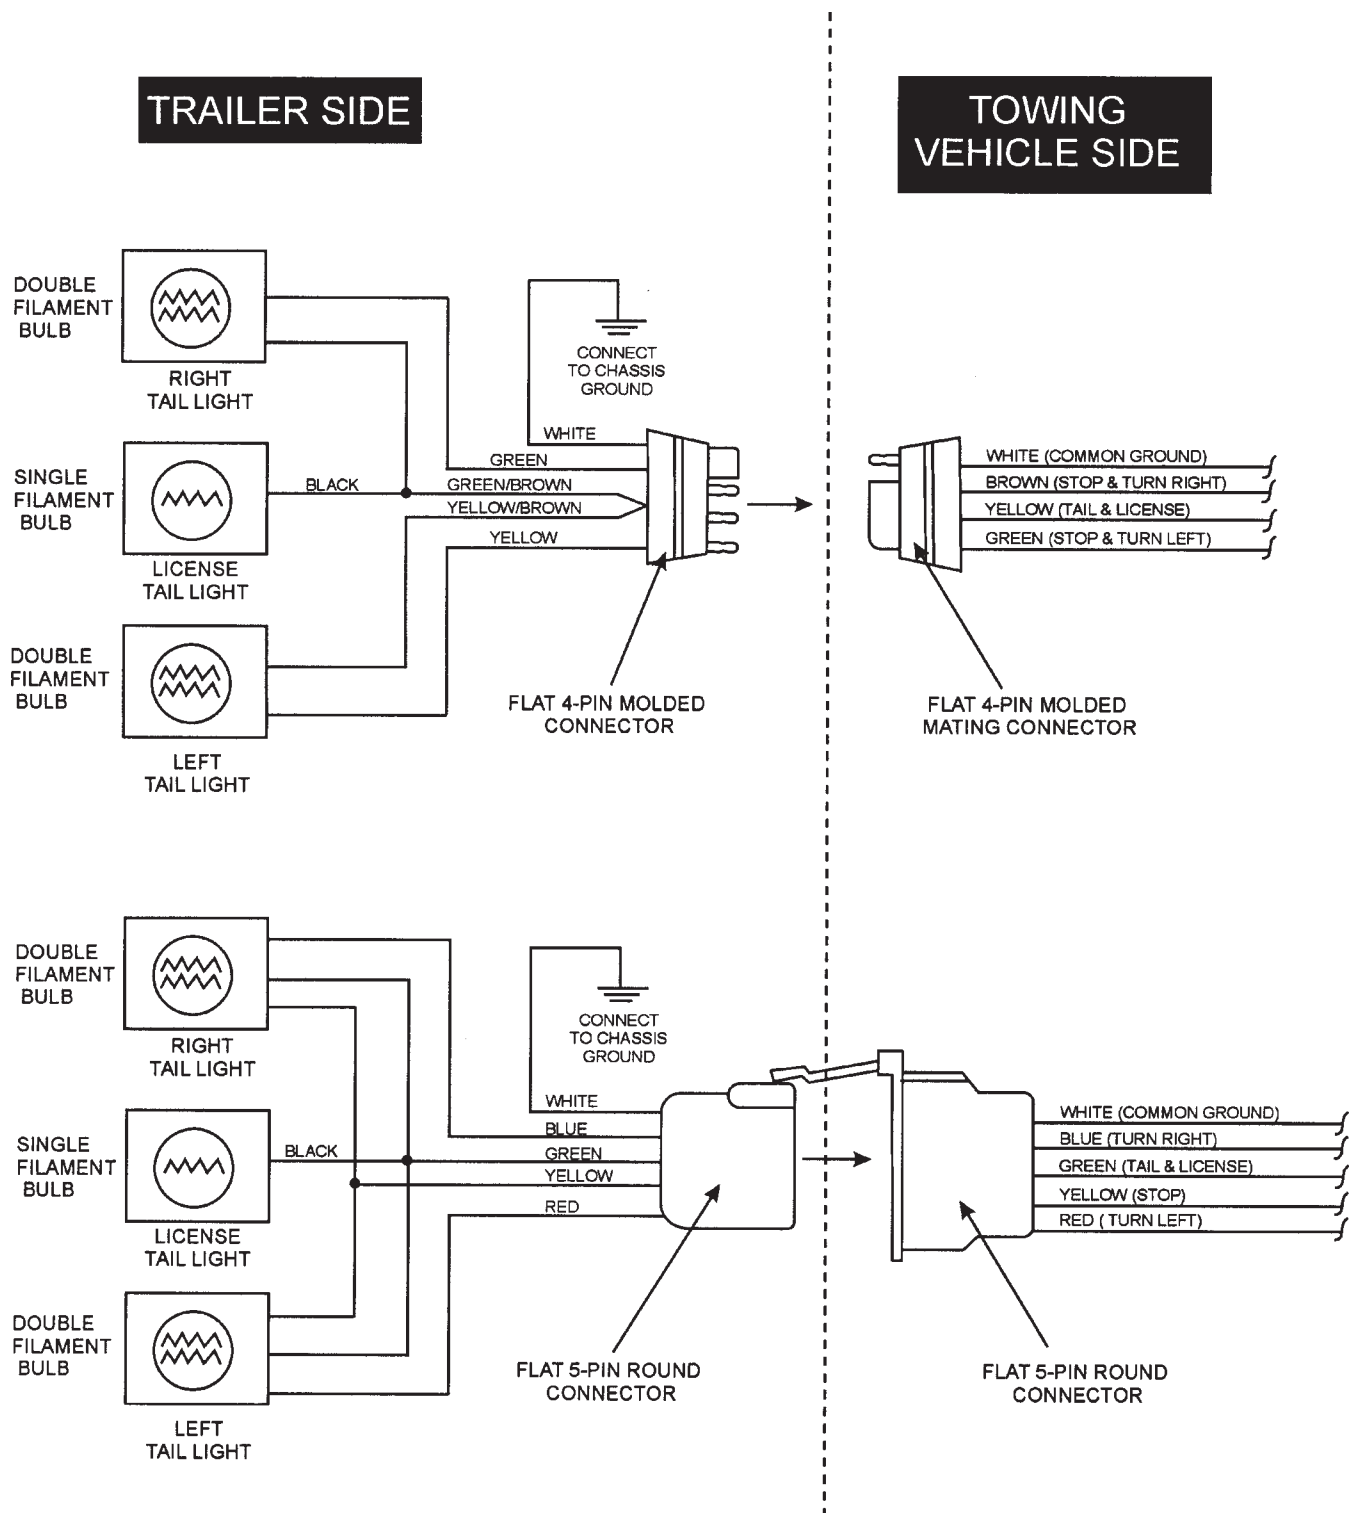 TRAILER SIDE
TOWING
VEHICLE SIDE
DOUBLE
FILAMENT
BULB
RIGHT
TAIL LIGHT
CONNECT
TO CHASSIS
GROUND
SINGLE
FILAMENT
BULB
BLACK
LICENSE
TAIL LIGHT
WHITE
GREEN
GREEN/BROWN
YELLOW/BROWN
YELLOW
WHITE (COMMON GROUND)
BROWN (STOP & TURN RIGHT)
YELLOW (TAIL & LICENSE)
GREEN (STOP & TURN LEFT)
DOUBLE
FILAMENT
BULB
LEFT
TAIL LIGHT
FLAT 4-PIN MOLDED
CONNECTOR
FLAT 4-PIN MOLDED
MATING CONNECTOR
DOUBLE
FILAMENT
BULB
RIGHT
TAIL LIGHT
CONNECT
TO CHASSIS
GROUND
SINGLE
FILAMENT
BULB
BLACK
LICENSE
TAIL LIGHT
WHITE
BLUE
GREEN
YELLOW
RED
WHITE (COMMON GROUND)
BLUE (TURN RIGHT)
GREEN (TAIL & LICENSE)
YELLOW (STOP)
RED ( TURN LEFT)
DOUBLE
FILAMENT
BULB
LEFT
TAIL LIGHT
FLAT 5-PIN ROUND
CONNECTOR
FLAT 5-PIN ROUND
CONNECTOR